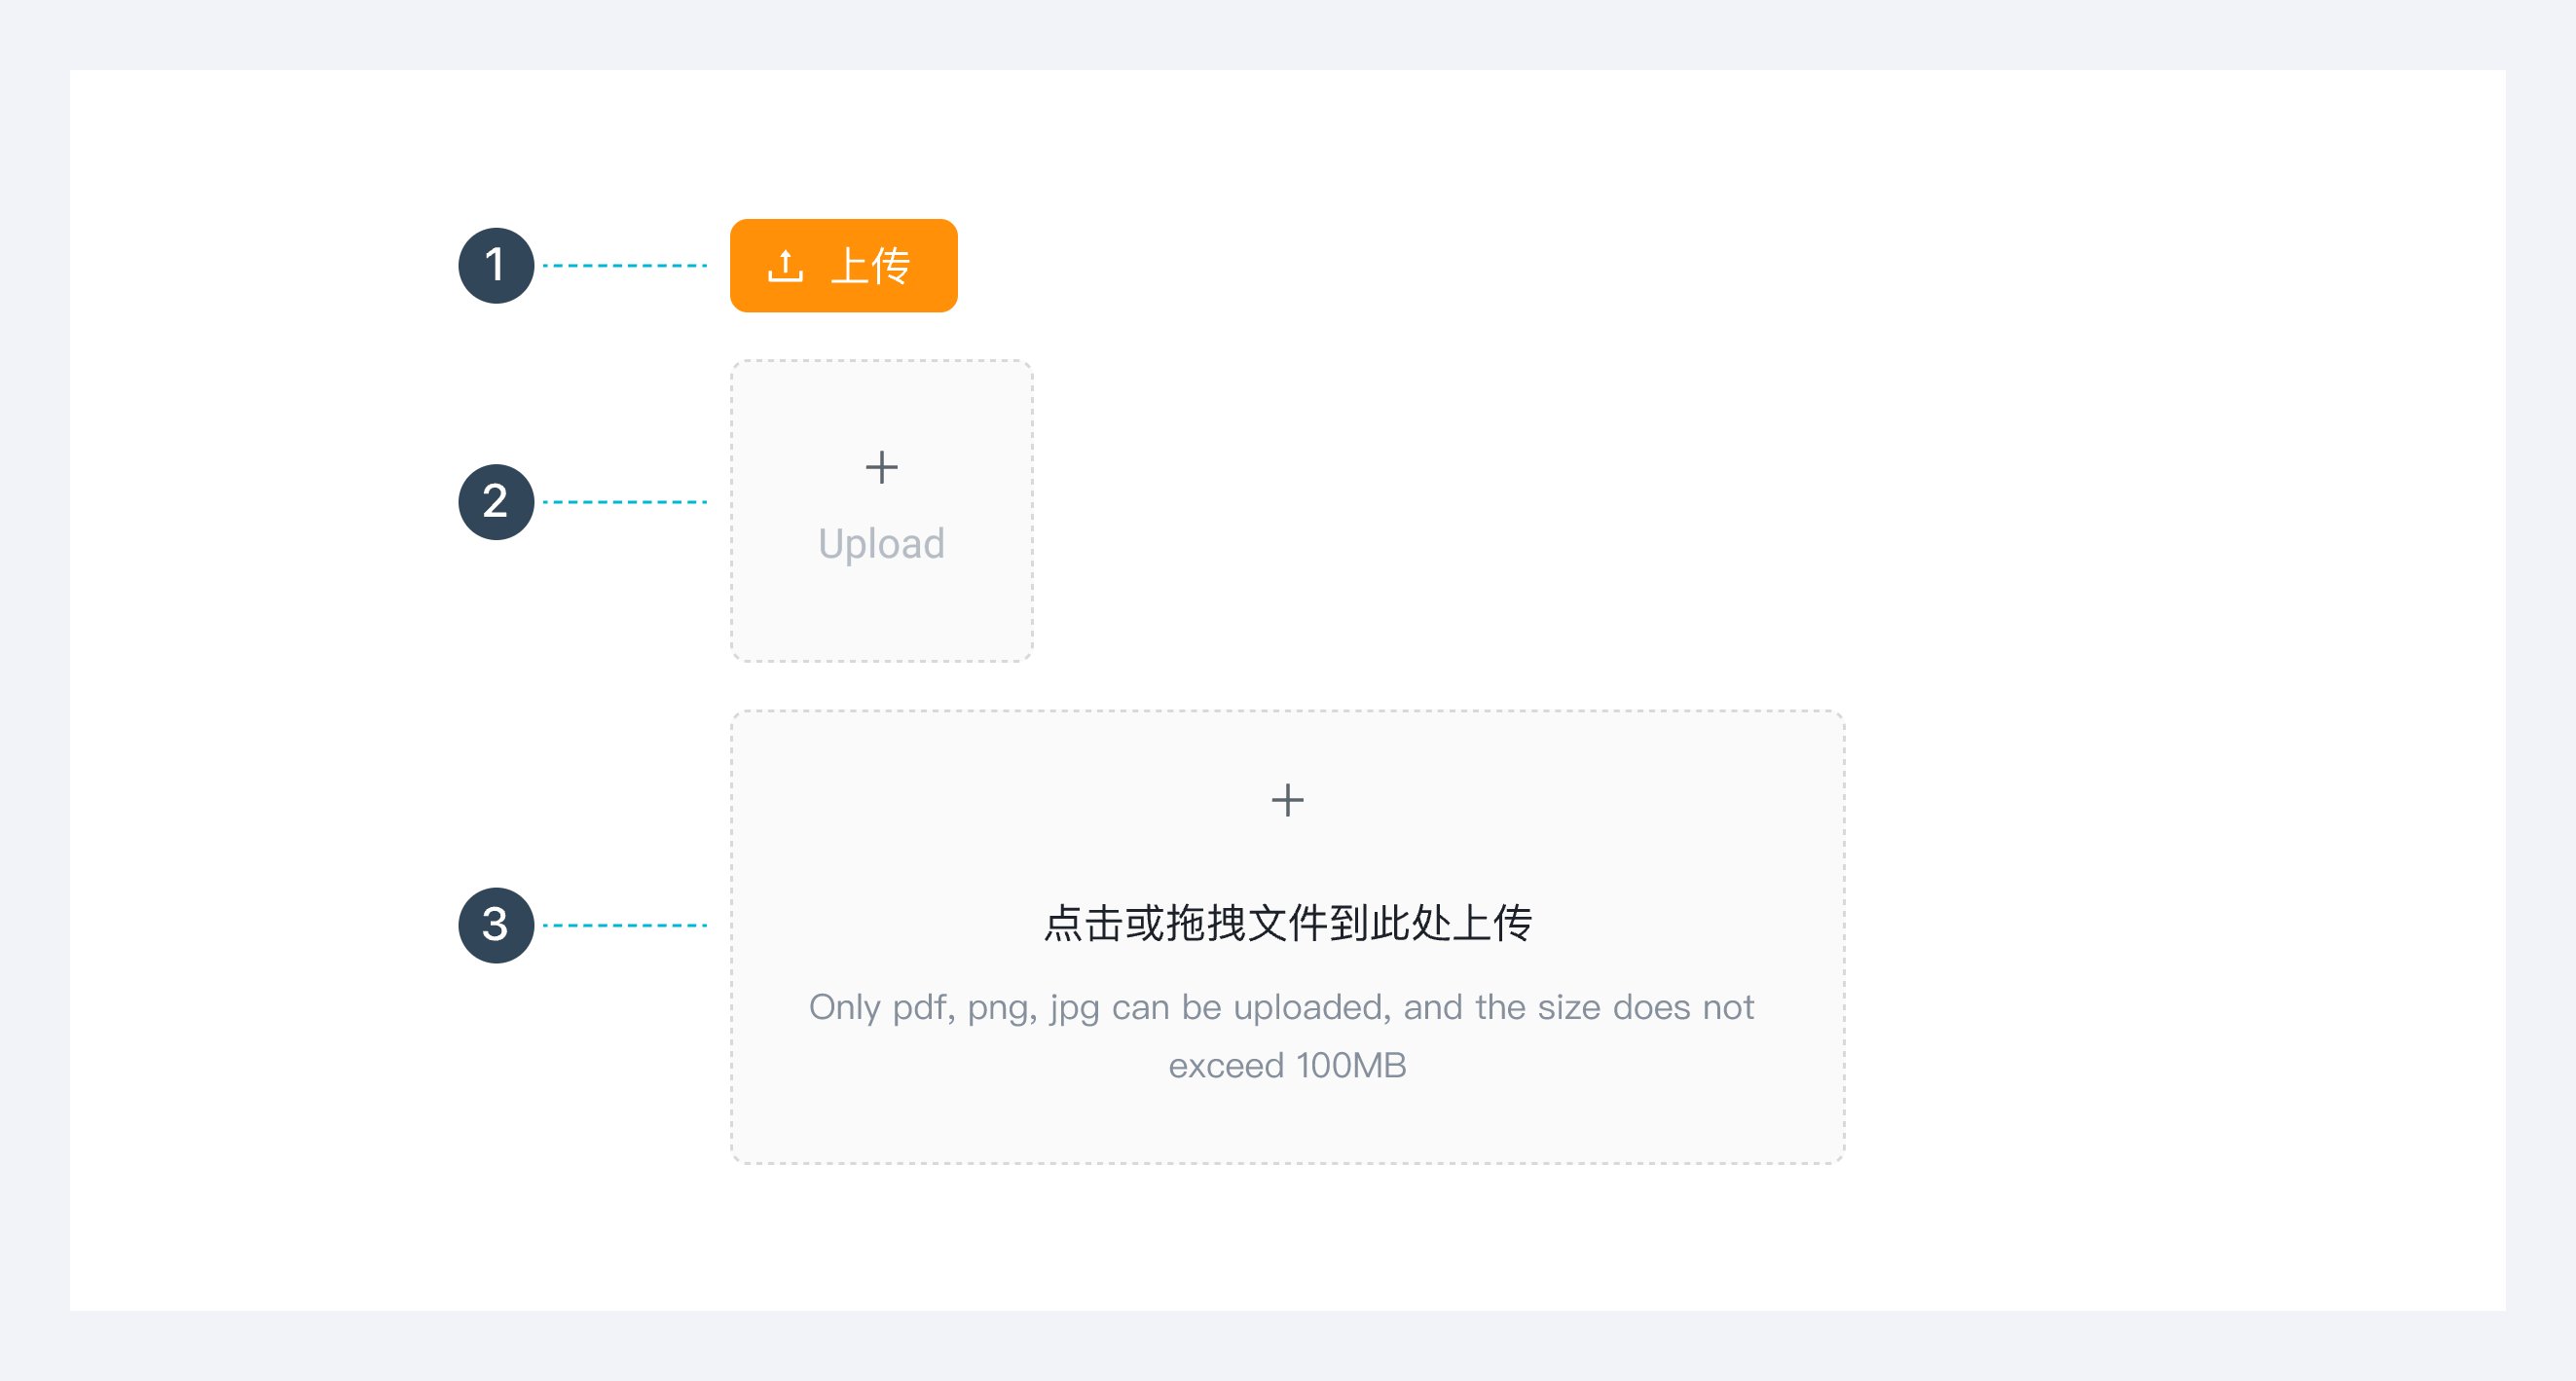 1
上传
2
Upload
3
点击或拖拽文件到此处上传
Only pdf, png, jpg can be uploaded, and the size does not
exceed 100MB